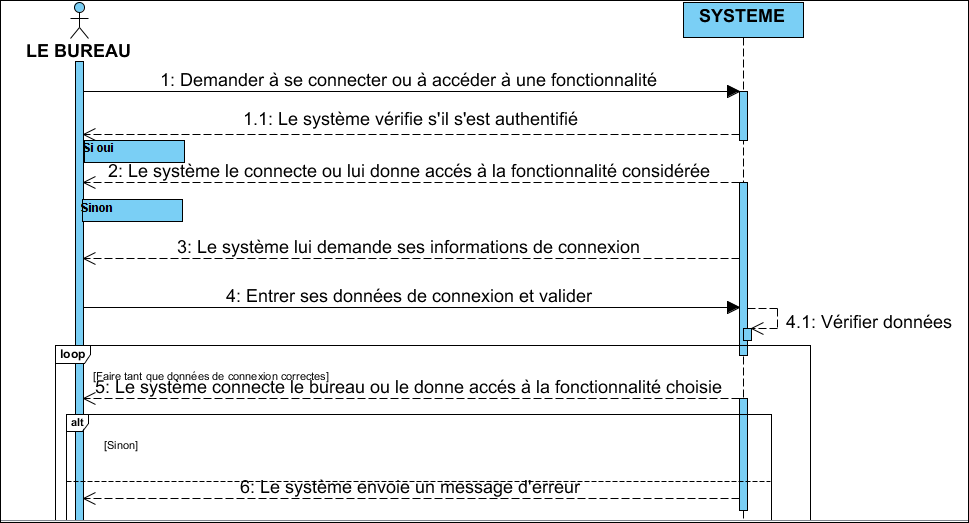 SYSTEME
LE BUREAU
1: Demander à se connecter ou à accéder à une fonctionnalité
1.1: Le système vérifie s'il s'est authentifié
Si oui
2: Le système le connecte ou lui donne accés à la fonctionnalité considérée
Sinon
3: Le système lui demande ses informations de connexion
4: Entrer ses données de connexion et valider
4.1: Vérifier données
loop
[Faire tant que données de connexion correctes]
5: Le système connecte le bureau ou le donne accés à la fonctionnalité choisie
alt
[Sinon]
6: Le système envoie un message d'erreur